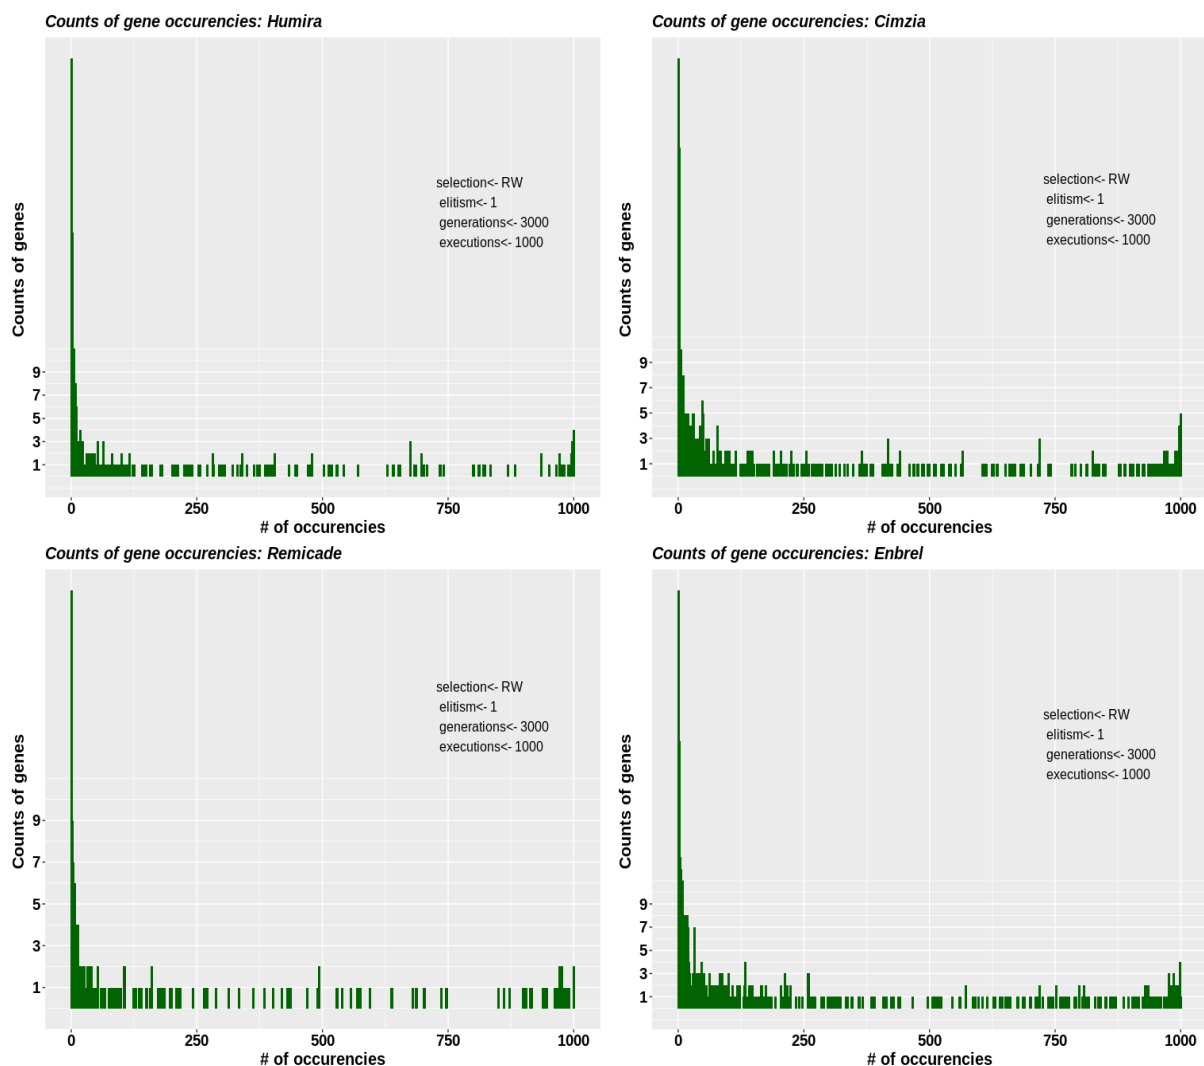 Counts of gene occurencies: Humira
Counts of genes
9
7
5
3
1
selection<- RW
elitism<- 1
generations<- 3000
executions<- 1000
0 250 500 750 1000
# of occurencies
Counts of gene occurencies: Cimzia
Counts of genes
9
7
5
3
1
selection<- RW
elitism<- 1
generations<- 3000
executions<- 1000
0 250 500 750 1000
# of occurencies
Counts of gene occurencies: Remicade
Counts of genes
9
7
5
3
1
selection<- RW
elitism<- 1
generations<- 3000
executions<- 1000
0 250 500 750 1000
# of occurencies
Counts of gene occurencies: Enbrel
Counts of genes
9
7
5
3
1
selection<- RW
elitism<- 1
generations<- 3000
executions<- 1000
0 250 500 750 1000
# of occurencies